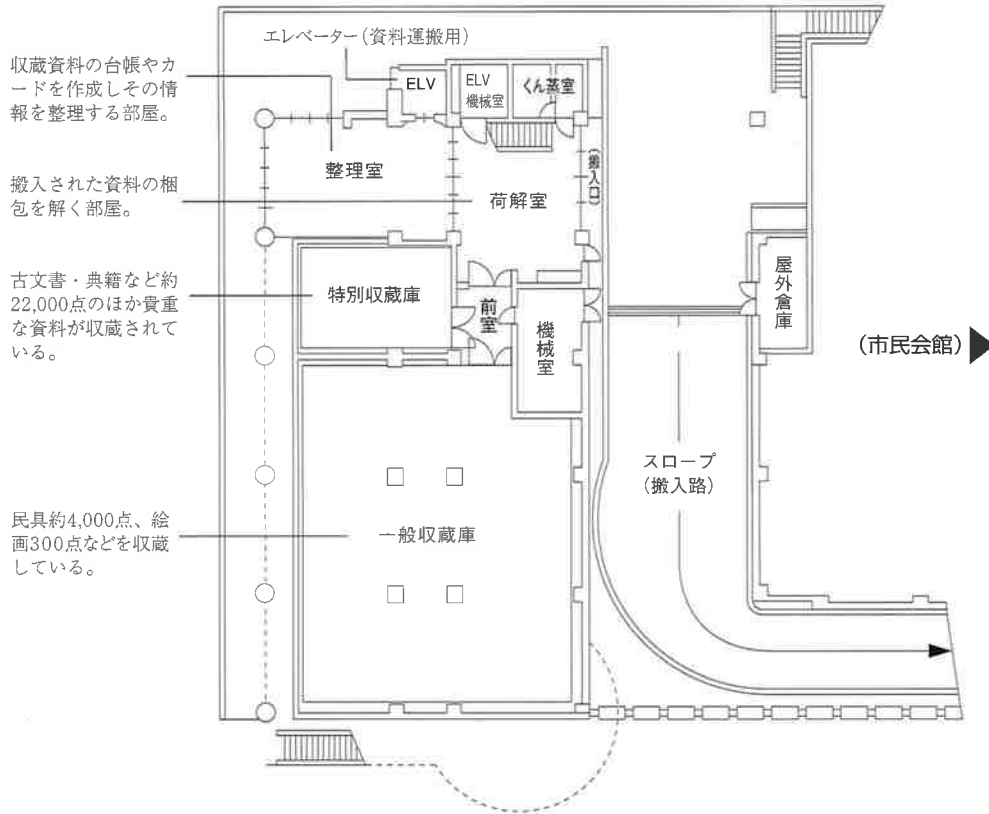 エレベーター(資料運搬用)
収蔵資料の台帳やカ
ードを作成しその情
報を整理する部屋。
ELV
ELV
機械室
くん蒸室
整理室
搬入された資料の梱
包を解く部屋。
荷解室
(搬入口)
古文書・典籍など約
22,000点のほか貴重
な資料が収蔵されて
いる。
特別収蔵庫
前室
機械室
屋外倉庫
(市民会館)
スロープ
(搬入路)
民具約4,000点、絵
画300点などを収蔵
している。
一般収蔵庫